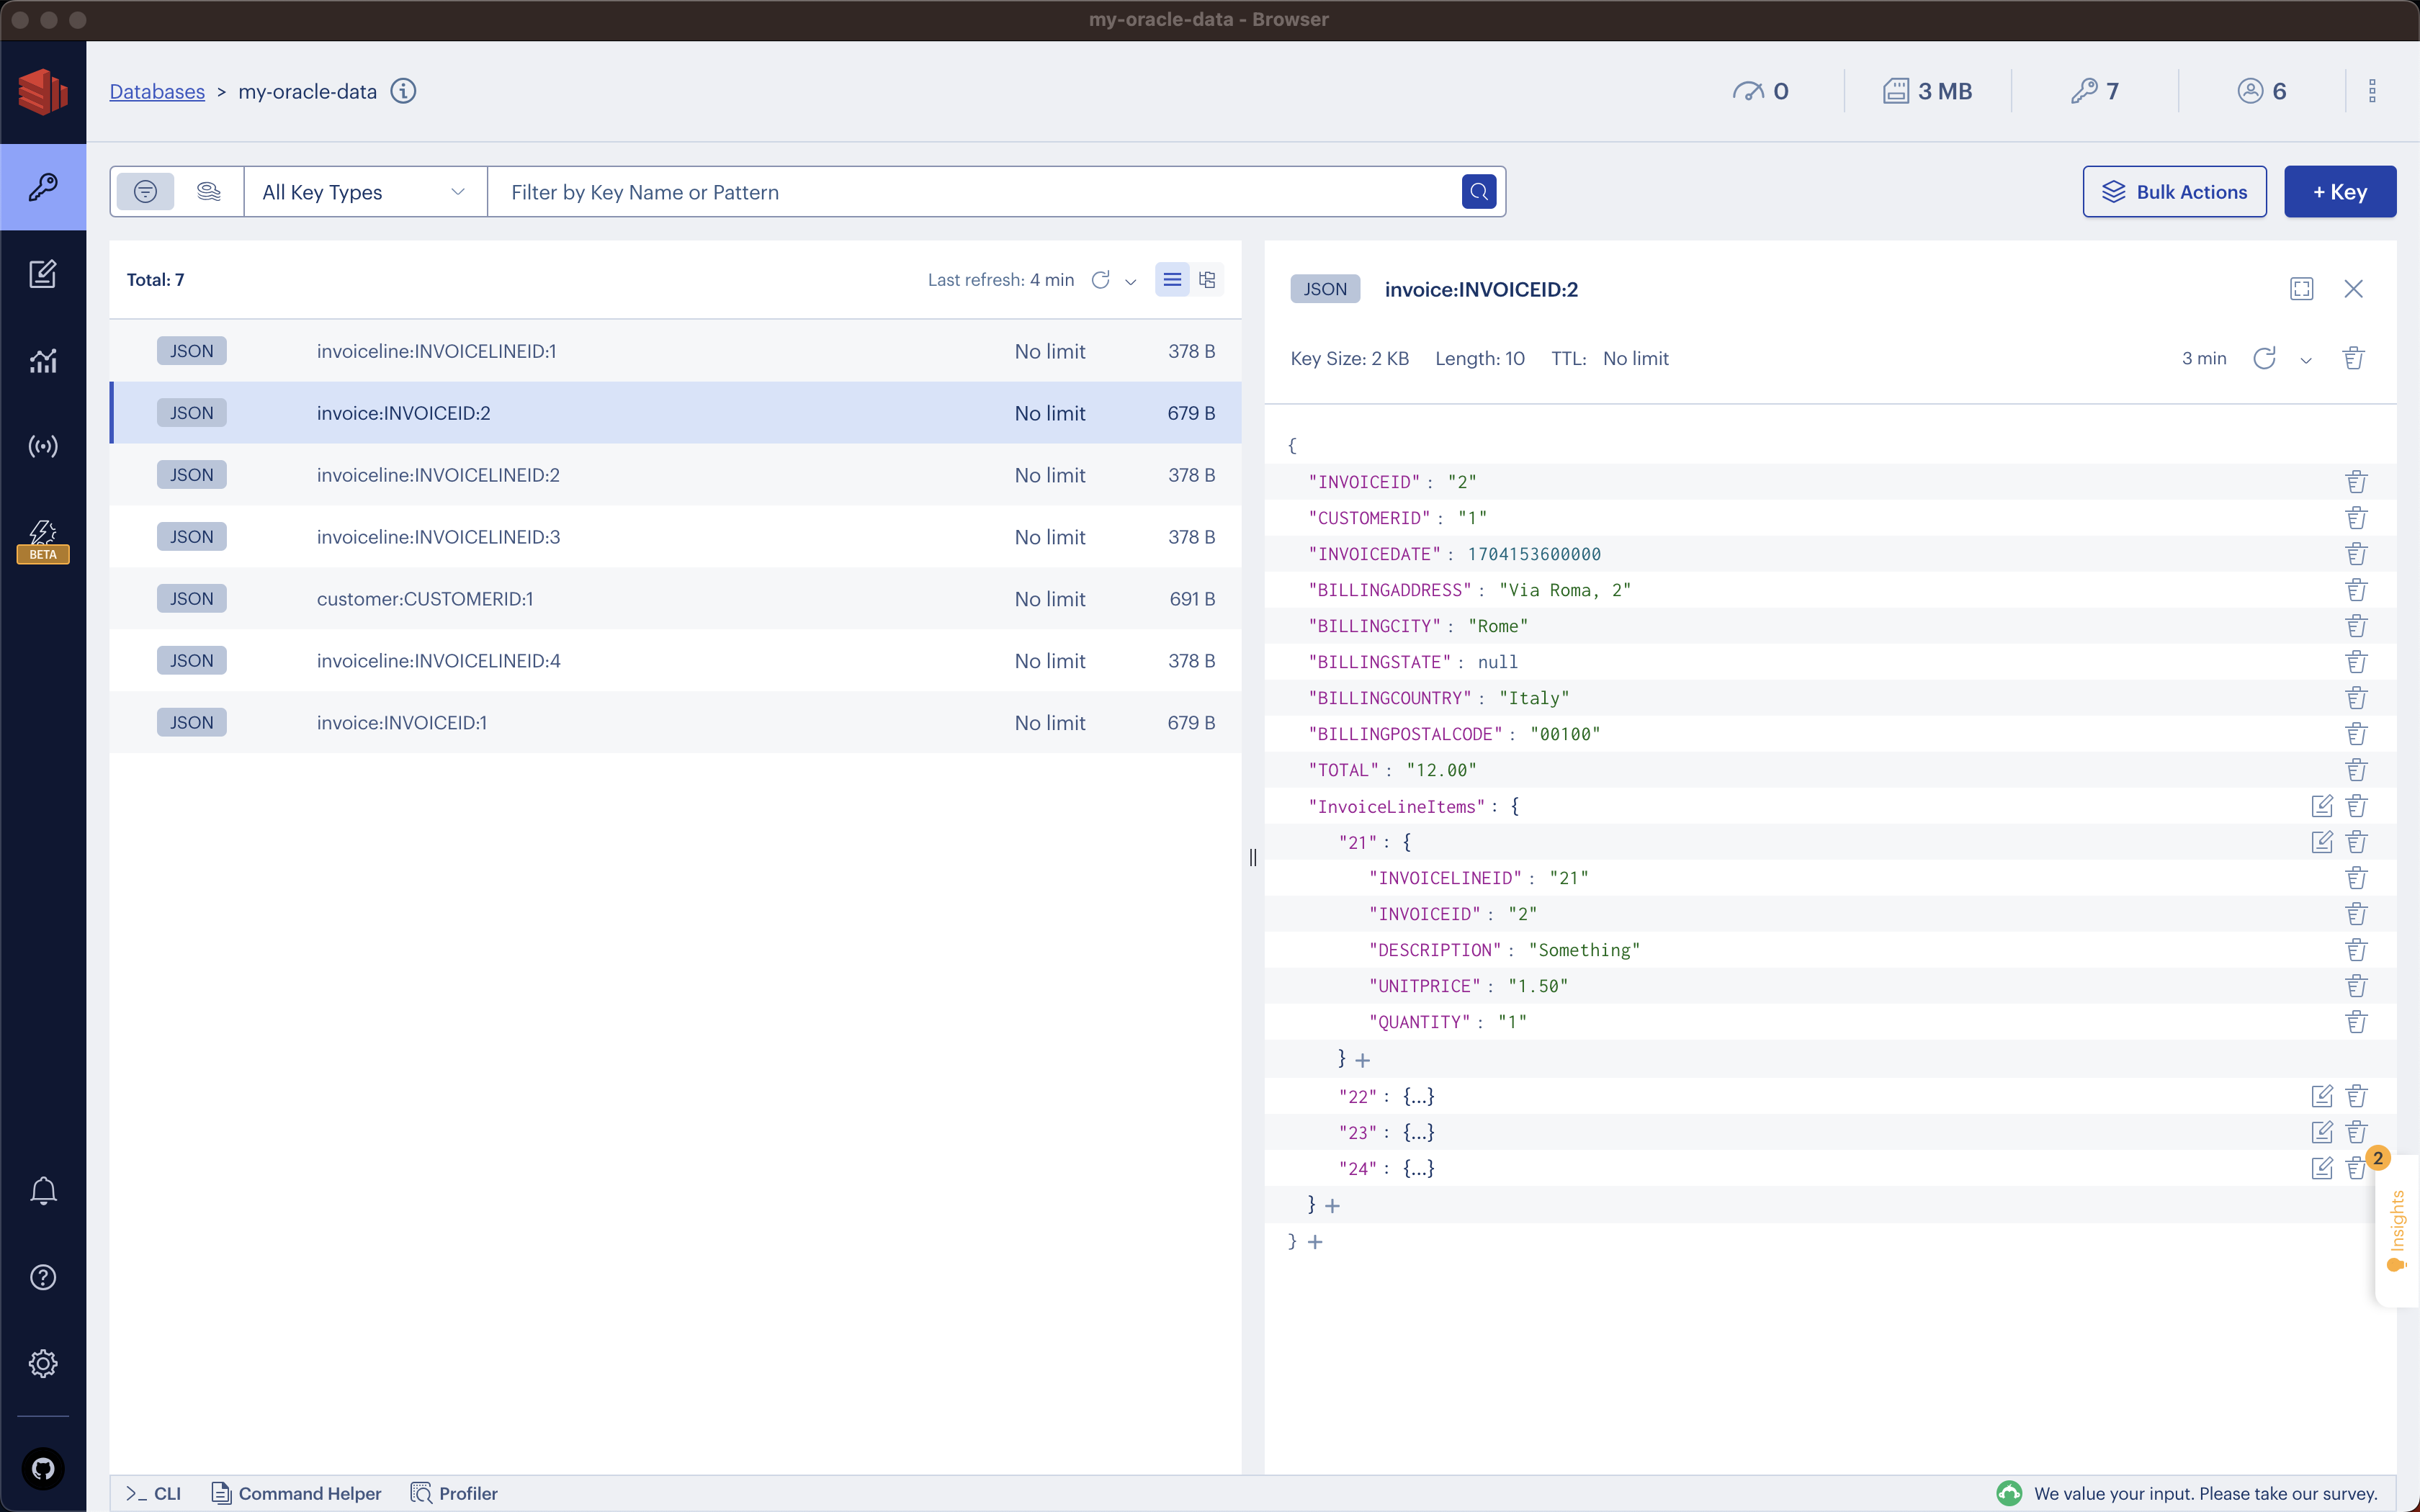 my-oracle-data - Browser
Databases > my-oracle-data
0
3 MB
7
6
All Key Types
Filter by Key Name or Pattern
Bulk Actions
+ Key
BETA
Total: 7
Last refresh: 4 min
JSON invoiceline:INVOICELINEID:1 No limit 378 B
JSON invoice:INVOICEID:2 No limit 679 B
JSON invoiceline:INVOICELINEID:2 No limit 378 B
JSON invoiceline:INVOICELINEID:3 No limit 378 B
JSON customer:CUSTOMERID:1 No limit 691 B
JSON invoiceline:INVOICELINEID:4 No limit 378 B
JSON invoice:INVOICEID:1 No limit 679 B
JSON invoice:INVOICEID:2
Key Size: 2 KB Length: 10 TTL: No limit 3 min
{
"INVOICEID" : "2"
"CUSTOMERID" : "1"
"INVOICEDATE" : 1704153600000
"BILLINGADDRESS" : "Via Roma, 2"
"BILLINGCITY" : "Rome"
"BILLINGSTATE" : null
"BILLINGCOUNTRY" : "Italy"
"BILLINGPOSTALCODE" : "00100"
"TOTAL" : "12.00"
"InvoiceLineItems" : {
"21" : {
"INVOICELINEID" : "21"
"INVOICEID" : "2"
"DESCRIPTION" : "Something"
"UNITPRICE" : "1.50"
"QUANTITY" : "1"
} +
"22" : {...}
"23" : {...}
"24" : {...}
} +
} +
2
Insights
>_ CLI
Command Helper
Profiler
We value your input. Please take our survey.